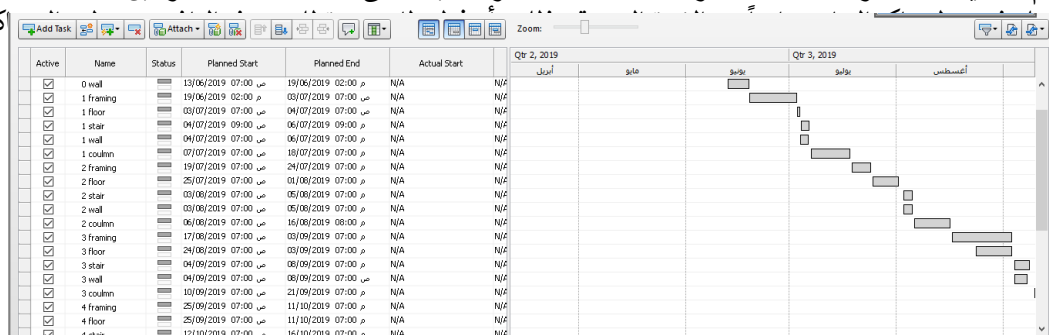 Add Task Attach Zoom:
Active Name Status Planned Start Planned End Actual Start Qtr 2, 2019 Qtr 3, 2019
أبريل مايو يونيو يوليو أغسطس
0 wall 13/06/2019 07:00 ص 19/06/2019 02:00 م N/A N/A
1 framing 19/06/2019 02:00 م 03/07/2019 07:00 ص N/A N/A
1 floor 03/07/2019 07:00 ص 04/07/2019 07:00 ص N/A N/A
1 stair 04/07/2019 09:00 ص 06/07/2019 09:00 م N/A N/A
1 wall 04/07/2019 07:00 ص 06/07/2019 07:00 م N/A N/A
1 coulmn 07/07/2019 07:00 ص 18/07/2019 07:00 م N/A N/A
2 framing 19/07/2019 07:00 ص 24/07/2019 07:00 م N/A N/A
2 floor 25/07/2019 07:00 ص 01/08/2019 07:00 م N/A N/A
2 stair 03/08/2019 07:00 ص 05/08/2019 07:00 م N/A N/A
2 wall 03/08/2019 07:00 ص 05/08/2019 07:00 م N/A N/A
2 coulmn 06/08/2019 07:00 ص 16/08/2019 08:00 م N/A N/A
3 framing 17/08/2019 07:00 ص 03/09/2019 07:00 م N/A N/A
3 floor 24/08/2019 07:00 ص 03/09/2019 07:00 م N/A N/A
3 stair 04/09/2019 07:00 ص 08/09/2019 07:00 م N/A N/A
3 wall 04/09/2019 07:00 ص 08/09/2019 07:00 ص N/A N/A
3 coulmn 10/09/2019 07:00 ص 21/09/2019 07:00 م N/A N/A
4 framing 25/09/2019 07:00 ص 11/10/2019 07:00 م N/A N/A
4 floor 25/09/2019 07:00 ص 11/10/2019 07:00 م N/A N/A
4 stair 12/10/2019 07:00 ص 16/10/2019 07:00 م N/A N/A